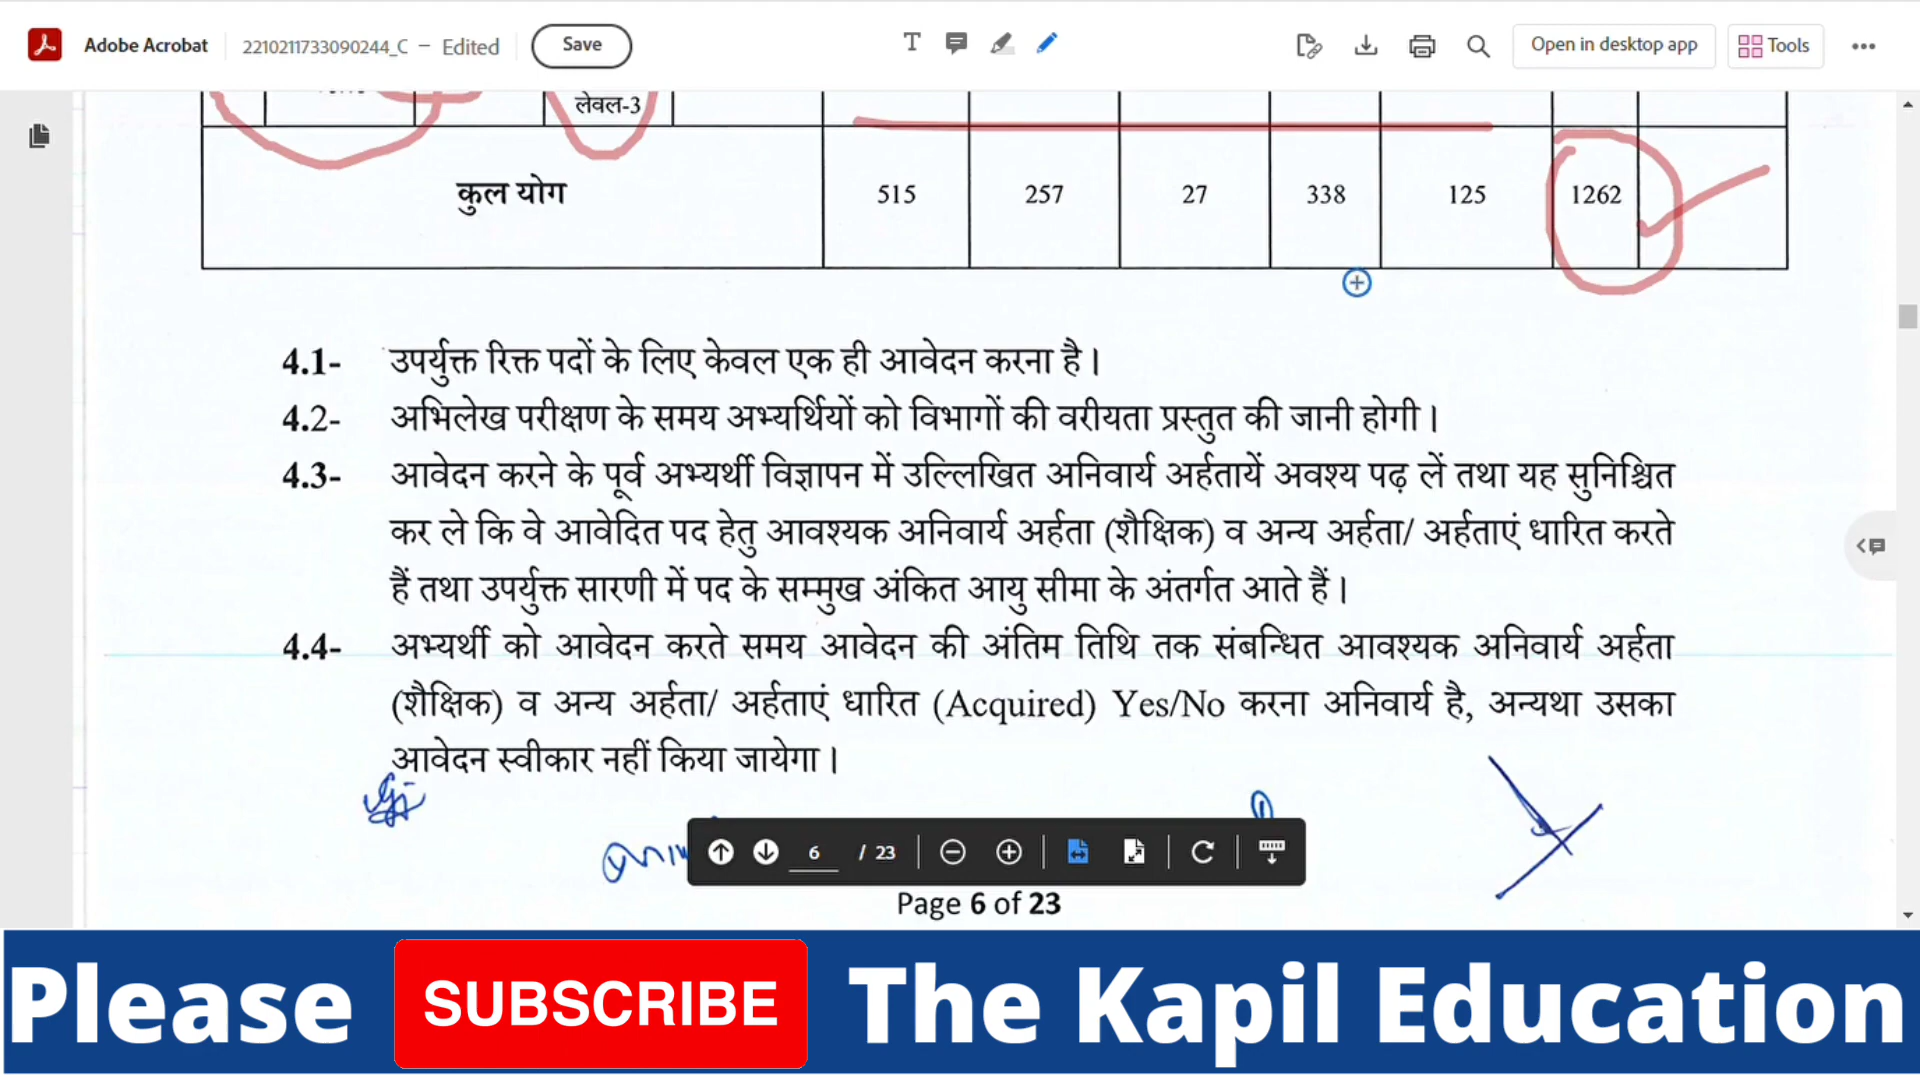 Adobe Acrobat 2210211733090244_C – Edited Save Open in desktop app Tools
लेवल-3
कुल योग 515 257 27 338 125 1262
4.1- उपर्युक्त रिक्त पदों के लिए केवल एक ही आवेदन करना है।
4.2- अभिलेख परीक्षण के समय अभ्यर्थियों को विभागों की वरीयता प्रस्तुत की जानी होगी।
4.3- आवेदन करने के पूर्व अभ्यर्थी विज्ञापन में उल्लिखित अनिवार्य अर्हतायें अवश्य पढ़ लें तथा यह सुनिश्चित
कर ले कि वे आवेदित पद हेतु आवश्यक अनिवार्य अर्हता (शैक्षिक) व अन्य अर्हता/ अर्हताएं धारित करते
हैं तथा उपर्युक्त सारणी में पद के सम्मुख अंकित आयु सीमा के अंतर्गत आते हैं।
4.4- अभ्यर्थी को आवेदन करते समय आवेदन की अंतिम तिथि तक संबन्धित आवश्यक अनिवार्य अर्हता
(शैक्षिक) व अन्य अर्हता/ अर्हताएं धारित (Acquired) Yes/No करना अनिवार्य है, अन्यथा उसका
आवेदन स्वीकार नहीं किया जायेगा।
6 / 23
Page 6 of 23
Please SUBSCRIBE The Kapil Education